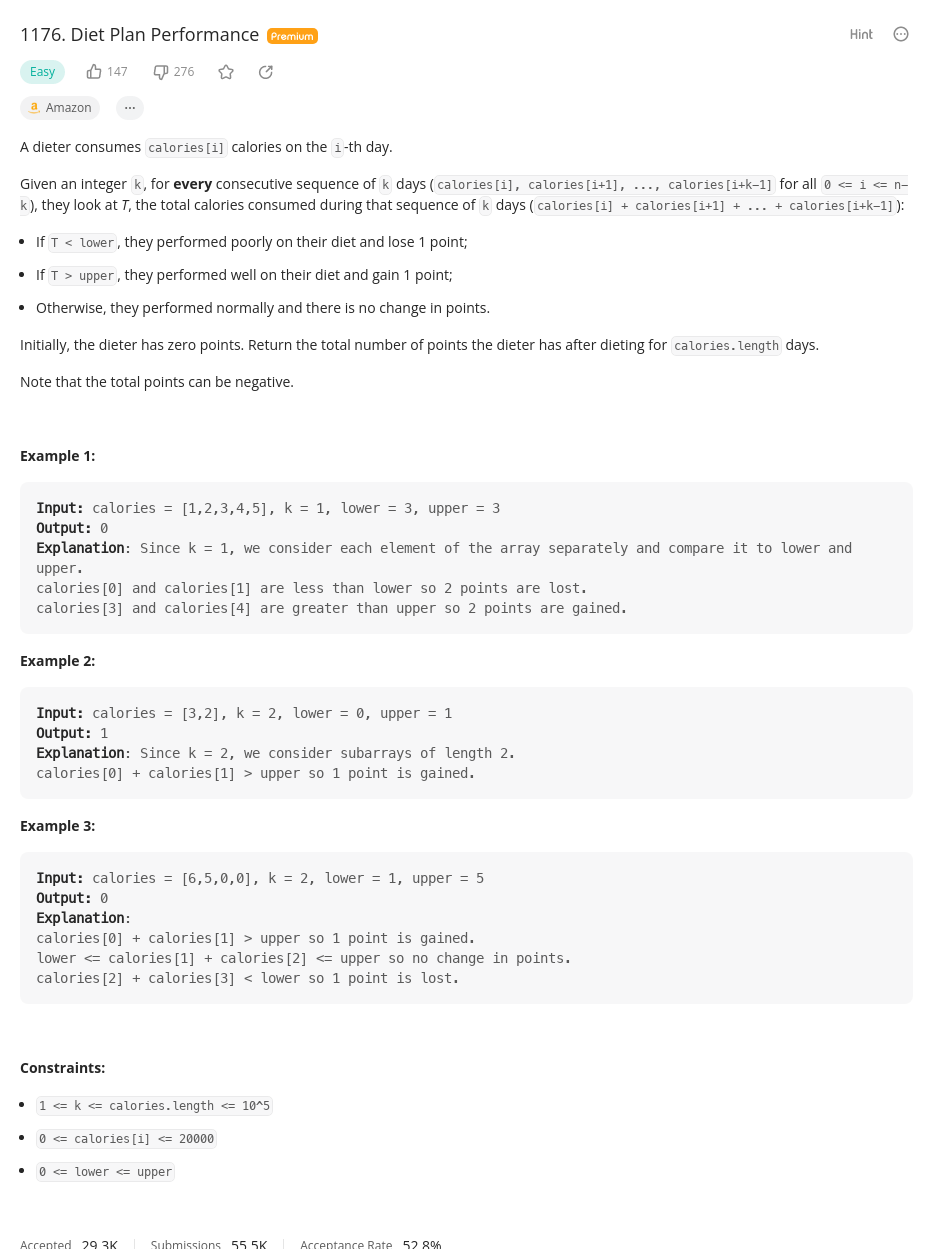 1176. Diet Plan Performance Premium Hint
Easy 147 276
a Amazon ...
A dieter consumes calories[i] calories on the i-th day.
Given an integer k, for every consecutive sequence of k days (calories[i], calories[i+1], ..., calories[i+k-1] for all 0 <= i <= n-
k), they look at T, the total calories consumed during that sequence of k days (calories[i] + calories[i+1] + ... + calories[i+k-1]):
• If T < lower, they performed poorly on their diet and lose 1 point;
• If T > upper, they performed well on their diet and gain 1 point;
• Otherwise, they performed normally and there is no change in points.
Initially, the dieter has zero points. Return the total number of points the dieter has after dieting for calories.length days.
Note that the total points can be negative.
Example 1:
Input: calories = [1,2,3,4,5], k = 1, lower = 3, upper = 3
Output: 0
Explanation: Since k = 1, we consider each element of the array separately and compare it to lower and
upper.
calories[0] and calories[1] are less than lower so 2 points are lost.
calories[3] and calories[4] are greater than upper so 2 points are gained.
Example 2:
Input: calories = [3,2], k = 2, lower = 0, upper = 1
Output: 1
Explanation: Since k = 2, we consider subarrays of length 2.
calories[0] + calories[1] > upper so 1 point is gained.
Example 3:
Input: calories = [6,5,0,0], k = 2, lower = 1, upper = 5
Output: 0
Explanation:
calories[0] + calories[1] > upper so 1 point is gained.
lower <= calories[1] + calories[2] <= upper so no change in points.
calories[2] + calories[3] < lower so 1 point is lost.
Constraints:
• 1 <= k <= calories.length <= 10^5
• 0 <= calories[i] <= 20000
• 0 <= lower <= upper
Accepted 29.3K Submissions 55.5K Acceptance Rate 52.8%